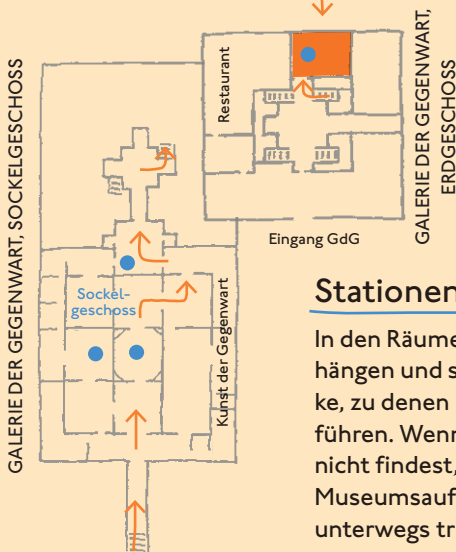 GALERIE DER GEGENWART, SOCKELGESCHOSS
Restaurant
GALERIE DER GEGENWART,
ERDGESCHOSS
Eingang GdG
Sockel-
geschoss
Kunst der Gegenwart
Stationen
In den Räume
hängen und s
ke, zu denen
führen. Wenn
nicht findest,
Museumsauf
unterwegs tr